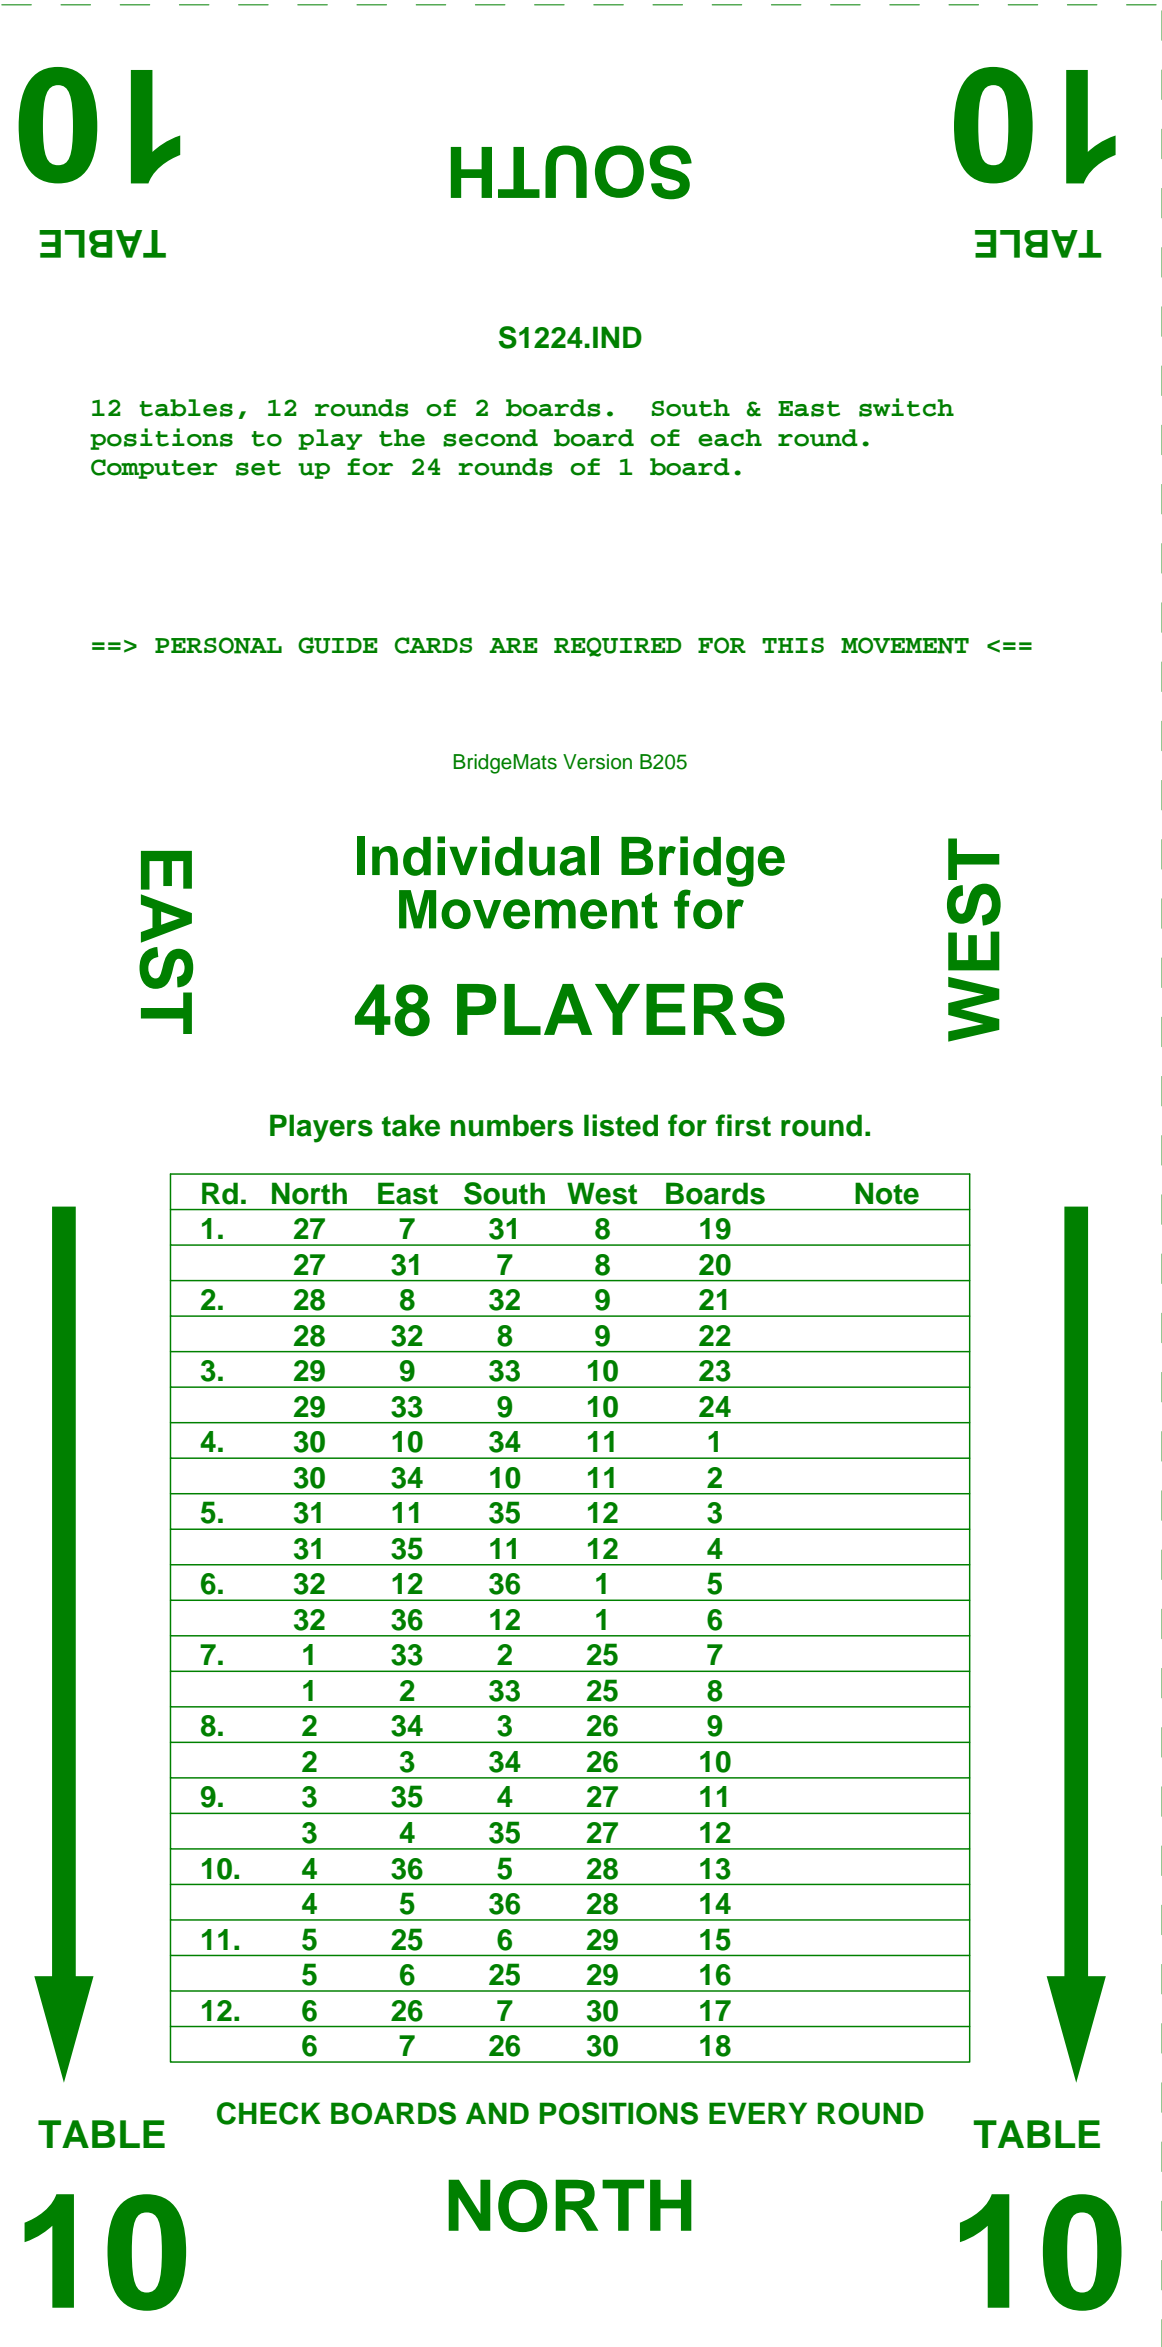 10 10
TABLE SOUTH TABLE
S1224.IND
12 tables, 12 rounds of 2 boards.  South & East switch
positions to play the second board of each round.
Computer set up for 24 rounds of 1 board.
==> PERSONAL GUIDE CARDS ARE REQUIRED FOR THIS MOVEMENT <==
BridgeMats Version B205
EAST
Individual Bridge
Movement for
48 PLAYERS
WEST
Players take numbers listed for first round.
Rd. North East South West Boards Note
1. 27 7 31 8 19
27 31 7 8 20
2. 28 8 32 9 21
28 32 8 9 22
3. 29 9 33 10 23
29 33 9 10 24
4. 30 10 34 11 1
30 34 10 11 2
5. 31 11 35 12 3
31 35 11 12 4
6. 32 12 36 1 5
32 36 12 1 6
7. 1 33 2 25 7
1 2 33 25 8
8. 2 34 3 26 9
2 3 34 26 10
9. 3 35 4 27 11
3 4 35 27 12
10. 4 36 5 28 13
4 5 36 28 14
11. 5 25 6 29 15
5 6 25 29 16
12. 6 26 7 30 17
6 7 26 30 18
CHECK BOARDS AND POSITIONS EVERY ROUND
TABLE TABLE
10 NORTH 10